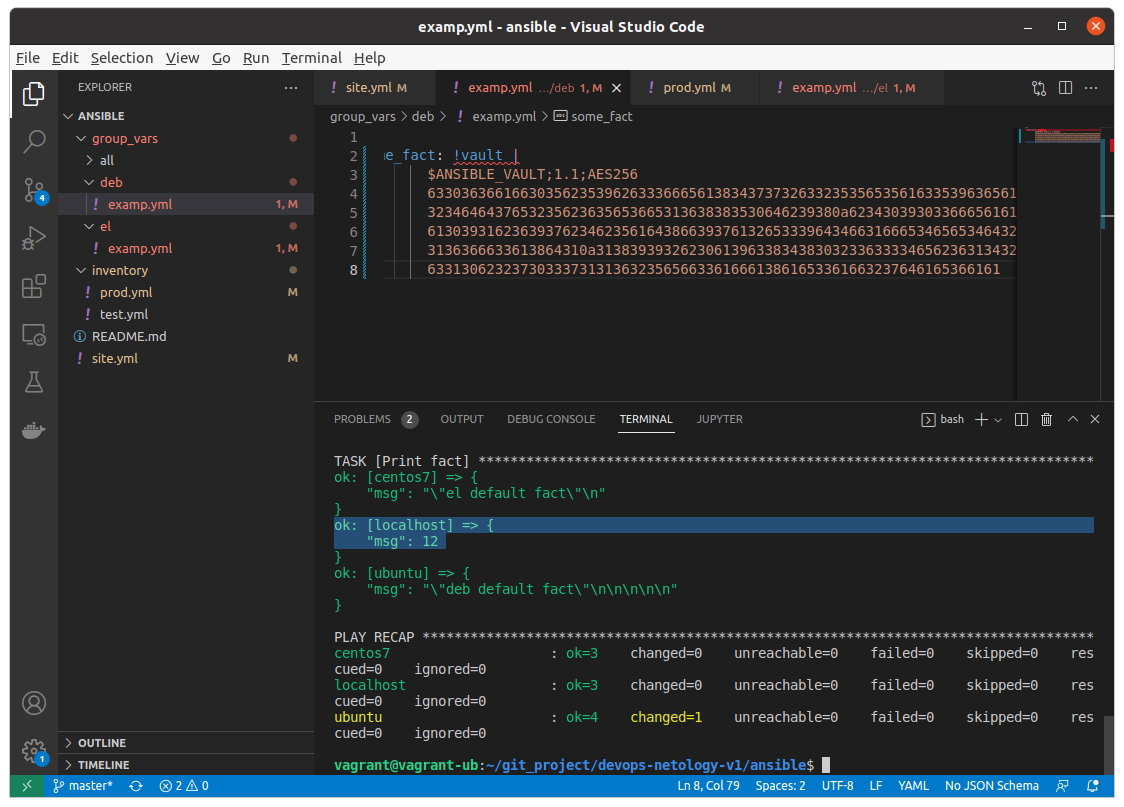 examp.yml - ansible - Visual Studio Code
File Edit Selection View Go Run Terminal Help
EXPLORER
ANSIBLE
group_vars
all
deb
examp.yml 1, M
el
examp.yml 1, M
inventory
prod.yml M
test.yml
README.md
site.yml M
OUTLINE
TIMELINE
4
1
site.yml M
examp.yml .../deb 1, M
prod.yml M
examp.yml .../el 1, M
group_vars > deb > ! examp.yml > some_fact
1
2 e_fact: !vault |
3 $ANSIBLE_VAULT;1.1;AES256
4
5
6
7
8
PROBLEMS 2 OUTPUT DEBUG CONSOLE TERMINAL JUPYTER
bash
TASK [Print fact] *****************************************************************************
ok: [centos7] => {
"msg": "\"el default fact\"\n"
}
ok: [localhost] => {
"msg": 12
}
ok: [ubuntu] => {
"msg": "\"deb default fact\"\n\n\n\n\n"
}
PLAY RECAP ************************************************************************************
centos7 : ok=3 changed=0 unreachable=0 failed=0 skipped=0 res
cued=0 ignored=0
localhost : ok=3 changed=0 unreachable=0 failed=0 skipped=0 res
cued=0 ignored=0
ubuntu : ok=4 changed=1 unreachable=0 failed=0 skipped=0 res
cued=0 ignored=0
vagrant@vagrant-ub:~/git_project/devops-netology-v1/ansible$
master* 2 0 Ln 8, Col 79 Spaces: 2 UTF-8 LF YAML No JSON Schema